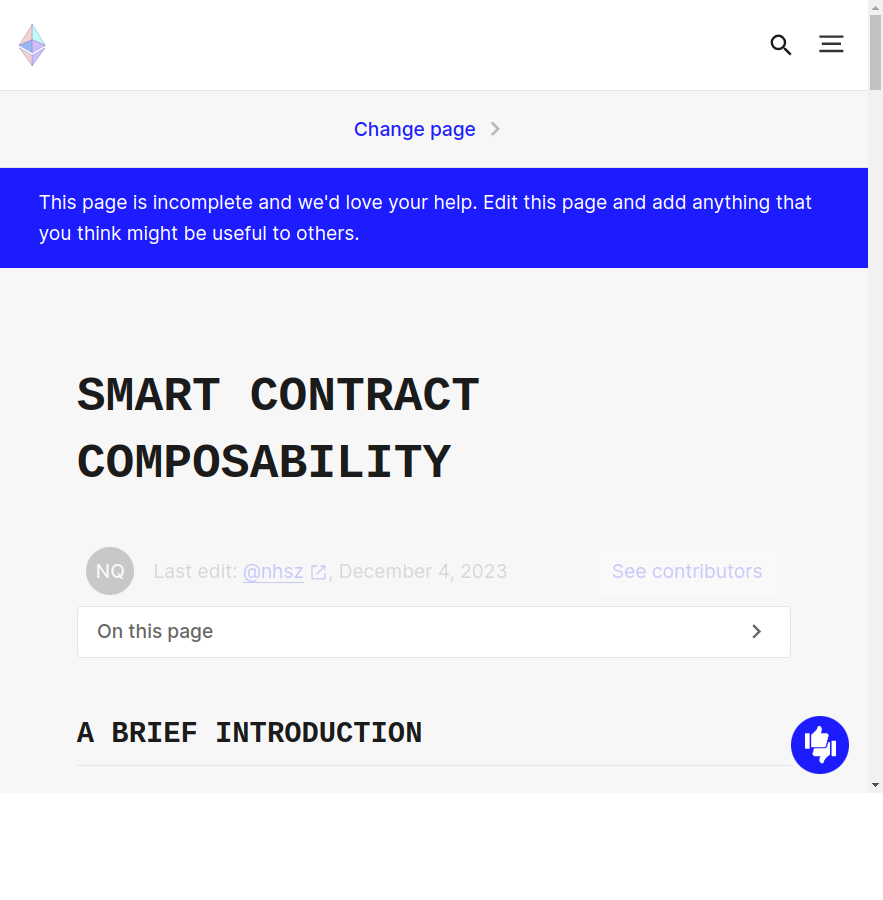 Change page
This page is incomplete and we'd love your help. Edit this page and add anything that
you think might be useful to others.
SMART CONTRACT
COMPOSABILITY
NQ Last edit: @nhsz, December 4, 2023 See contributors
On this page
A BRIEF INTRODUCTION